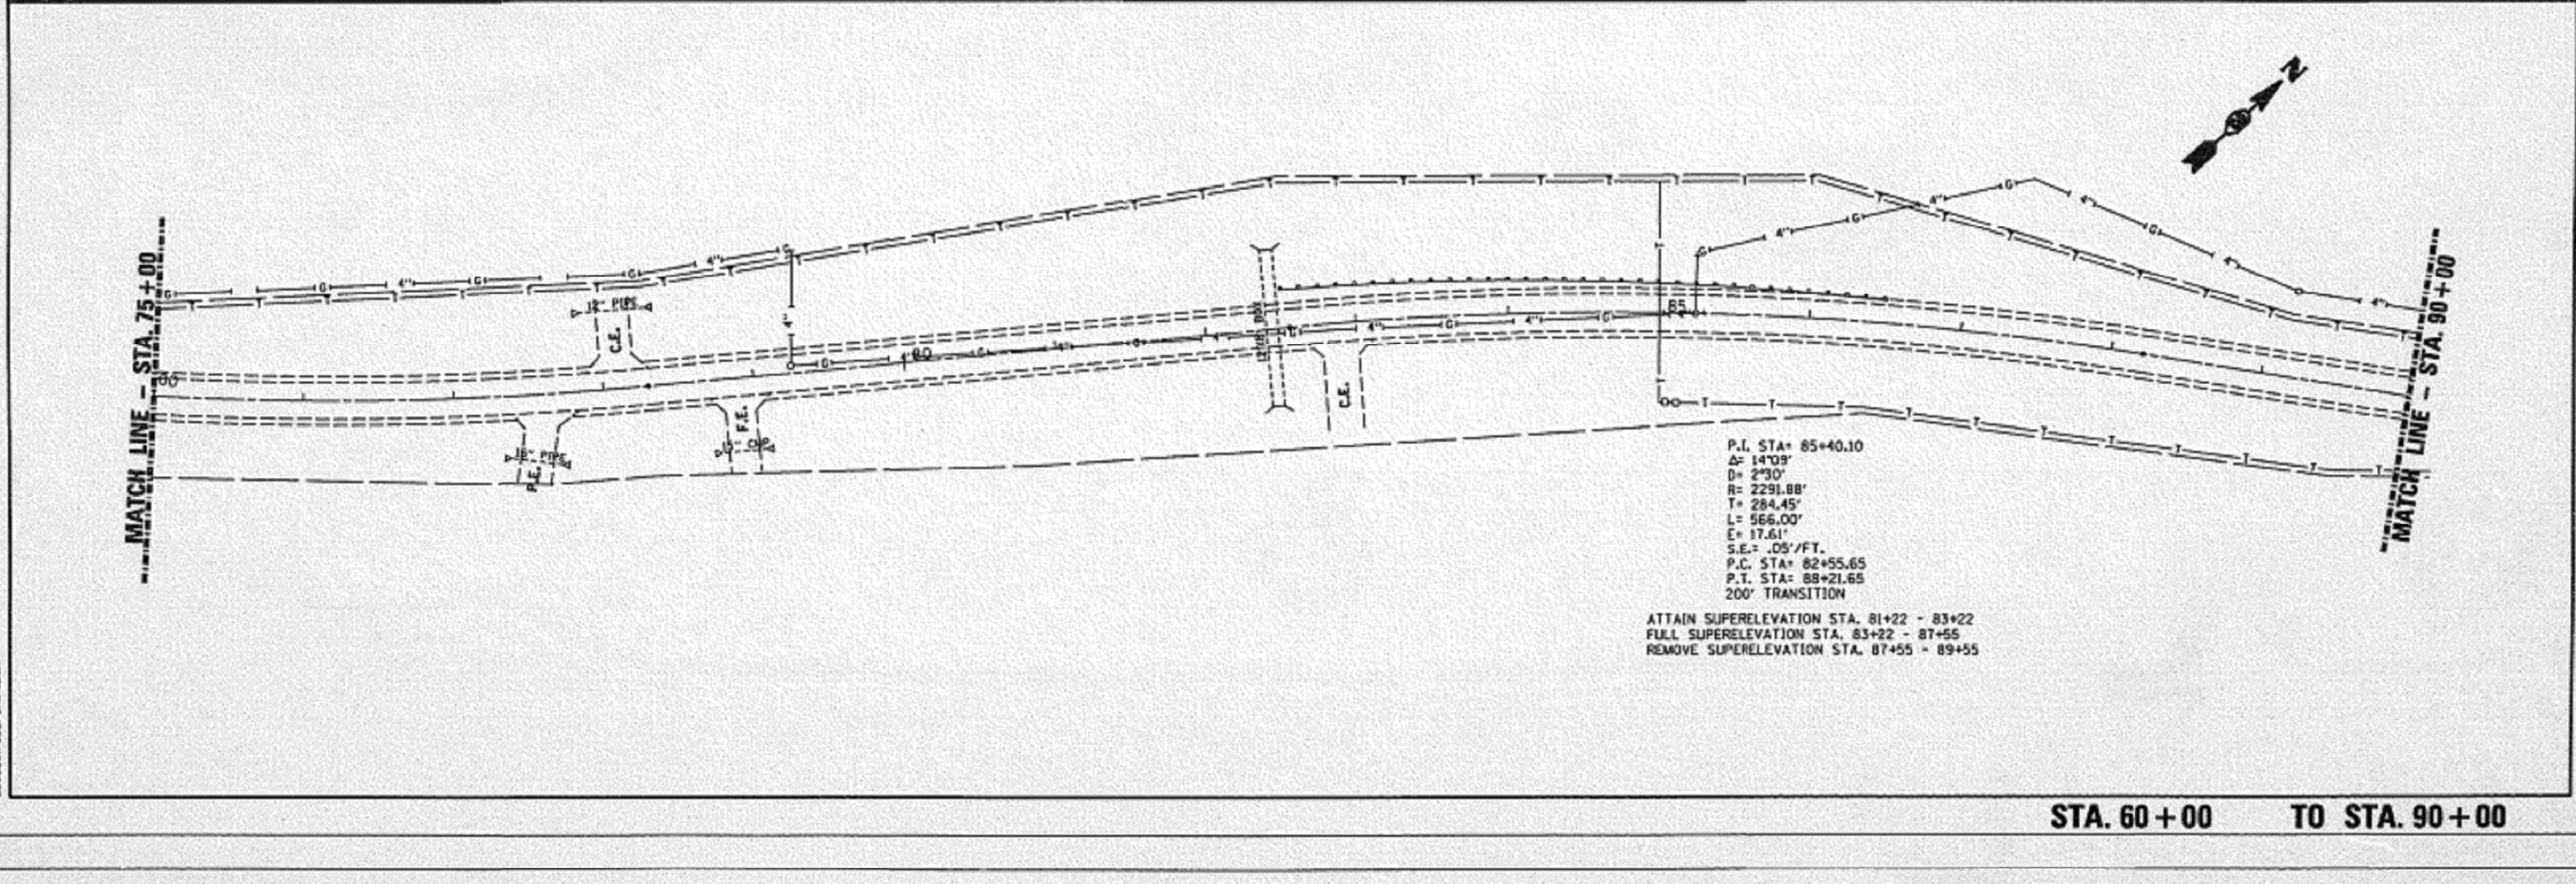 N
MATCH LINE - STA. 75+00
12" PIPE
C.E.
18" PIPE
P.E.
F.E.
15" CMP
80
C.E.
85
MATCH LINE - STA. 90+00
P.I. STA= 85+40.10
Δ= 14°09'
D= 2°30'
R= 2291.88'
T= 284.45'
L= 566.00'
E= 17.61'
S.E.= .05'/FT.
P.C. STA= 82+55.65
P.T. STA= 88+21.65
200' TRANSITION
ATTAIN SUPERELEVATION STA. 81+22 - 83+22
FULL SUPERELEVATION STA. 83+22 - 87+55
REMOVE SUPERELEVATION STA. 87+55 - 89+55
STA. 60+00 TO STA. 90+00